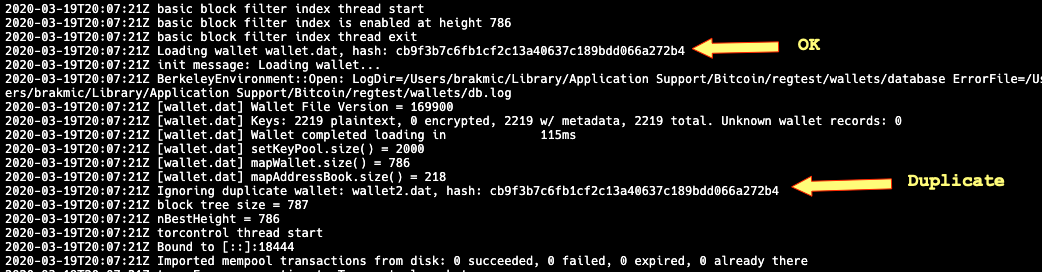 2020-03-19T20:07:21Z basic block filter index thread start
2020-03-19T20:07:21Z basic block filter index is enabled at height 786
2020-03-19T20:07:21Z basic block filter index thread exit
2020-03-19T20:07:21Z Loading wallet wallet.dat, hash: cb9f3b7c6fb1cf2c13a40637c189bdd066a272b4 OK
2020-03-19T20:07:21Z init message: Loading wallet...
2020-03-19T20:07:21Z BerkeleyEnvironment::Open: LogDir=/Users/brakmic/Library/Application Support/Bitcoin/regtest/wallets/database ErrorFile=/Us
ers/brakmic/Library/Application Support/Bitcoin/regtest/wallets/db.log
2020-03-19T20:07:21Z [wallet.dat] Wallet File Version = 169900
2020-03-19T20:07:21Z [wallet.dat] Keys: 2219 plaintext, 0 encrypted, 2219 w/ metadata, 2219 total. Unknown wallet records: 0
2020-03-19T20:07:21Z [wallet.dat] Wallet completed loading in 115ms
2020-03-19T20:07:21Z [wallet.dat] setKeyPool.size() = 2000
2020-03-19T20:07:21Z [wallet.dat] mapWallet.size() = 786
2020-03-19T20:07:21Z [wallet.dat] mapAddressBook.size() = 218
2020-03-19T20:07:21Z Ignoring duplicate wallet: wallet2.dat, hash: cb9f3b7c6fb1cf2c13a40637c189bdd066a272b4 Duplicate
2020-03-19T20:07:21Z block tree size = 787
2020-03-19T20:07:21Z nBestHeight = 786
2020-03-19T20:07:21Z torcontrol thread start
2020-03-19T20:07:21Z Bound to [::]:18444
2020-03-19T20:07:21Z Imported mempool transactions from disk: 0 succeeded, 0 failed, 0 expired, 0 already there